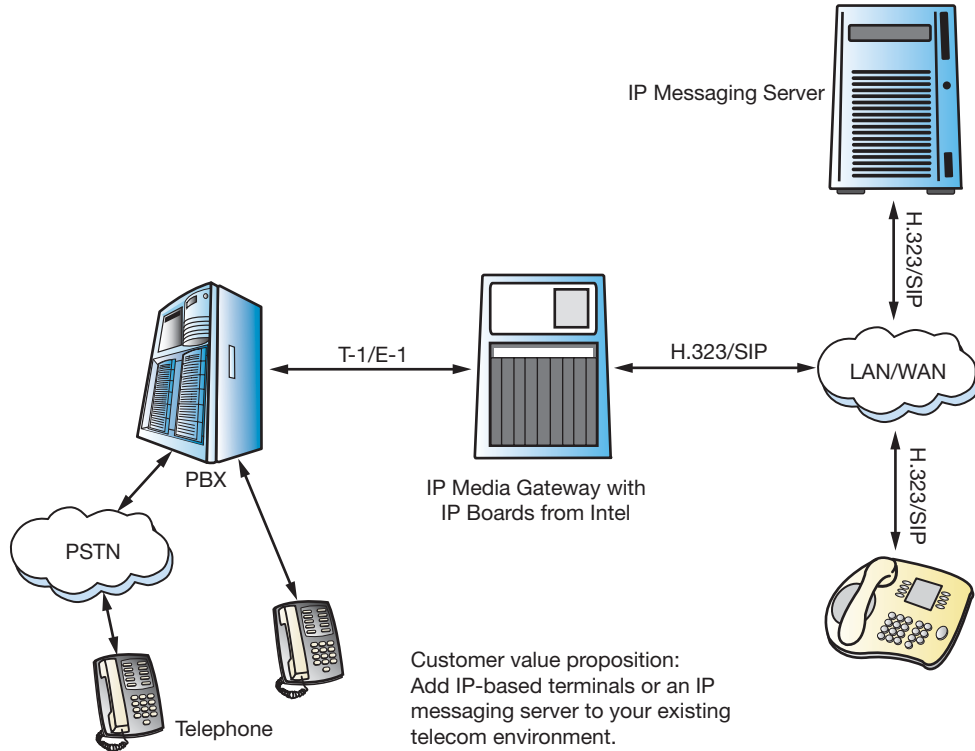 IP Messaging Server
H.323/SIP
T-1/E-1
H.323/SIP
LAN/WAN
PBX
IP Media Gateway with
IP Boards from Intel
H.323/SIP
PSTN
Telephone
Customer value proposition:
Add IP-based terminals or an IP
messaging server to your existing
telecom environment.